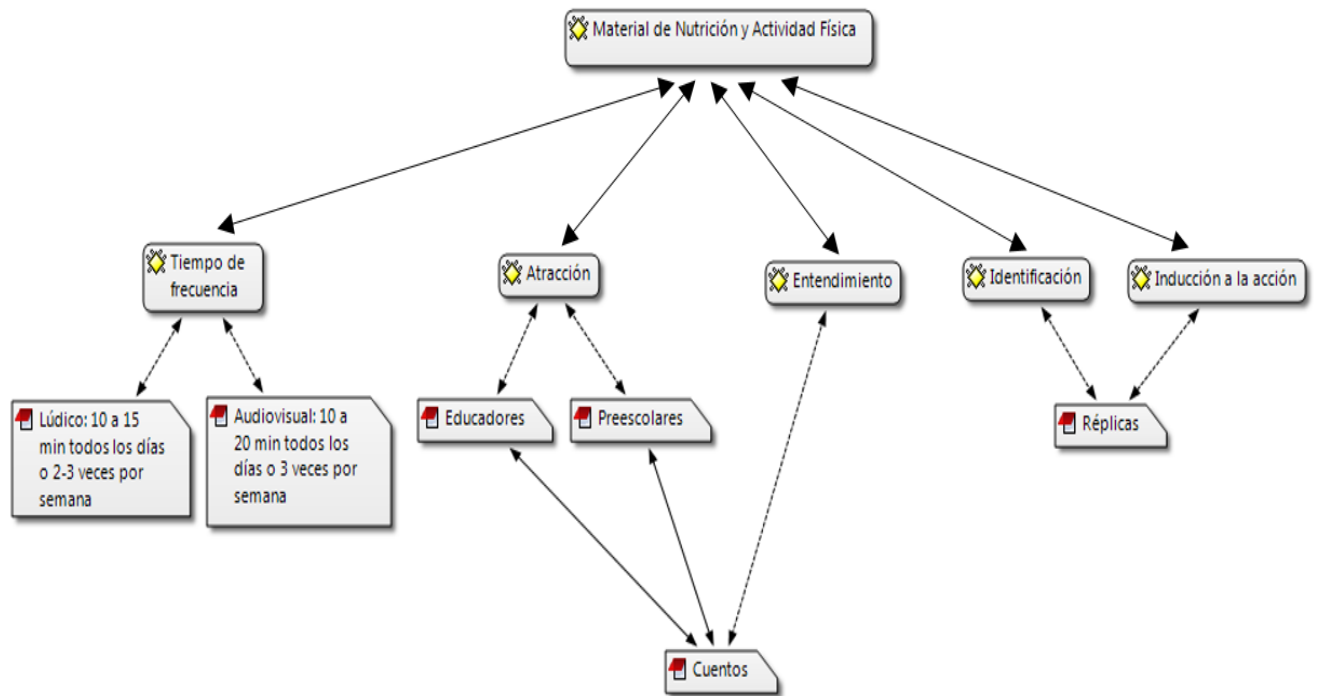 Material de Nutrición y Actividad Física
Tiempo de
frecuencia
Atracción
Entendimiento
Identificación
Inducción a la acción
Lúdico: 10 a 15
min todos los días
o 2-3 veces por
semana
Audiovisual: 10 a
20 min todos los
días o 3 veces por
semana
Educadores
Preescolares
Réplicas
Cuentos